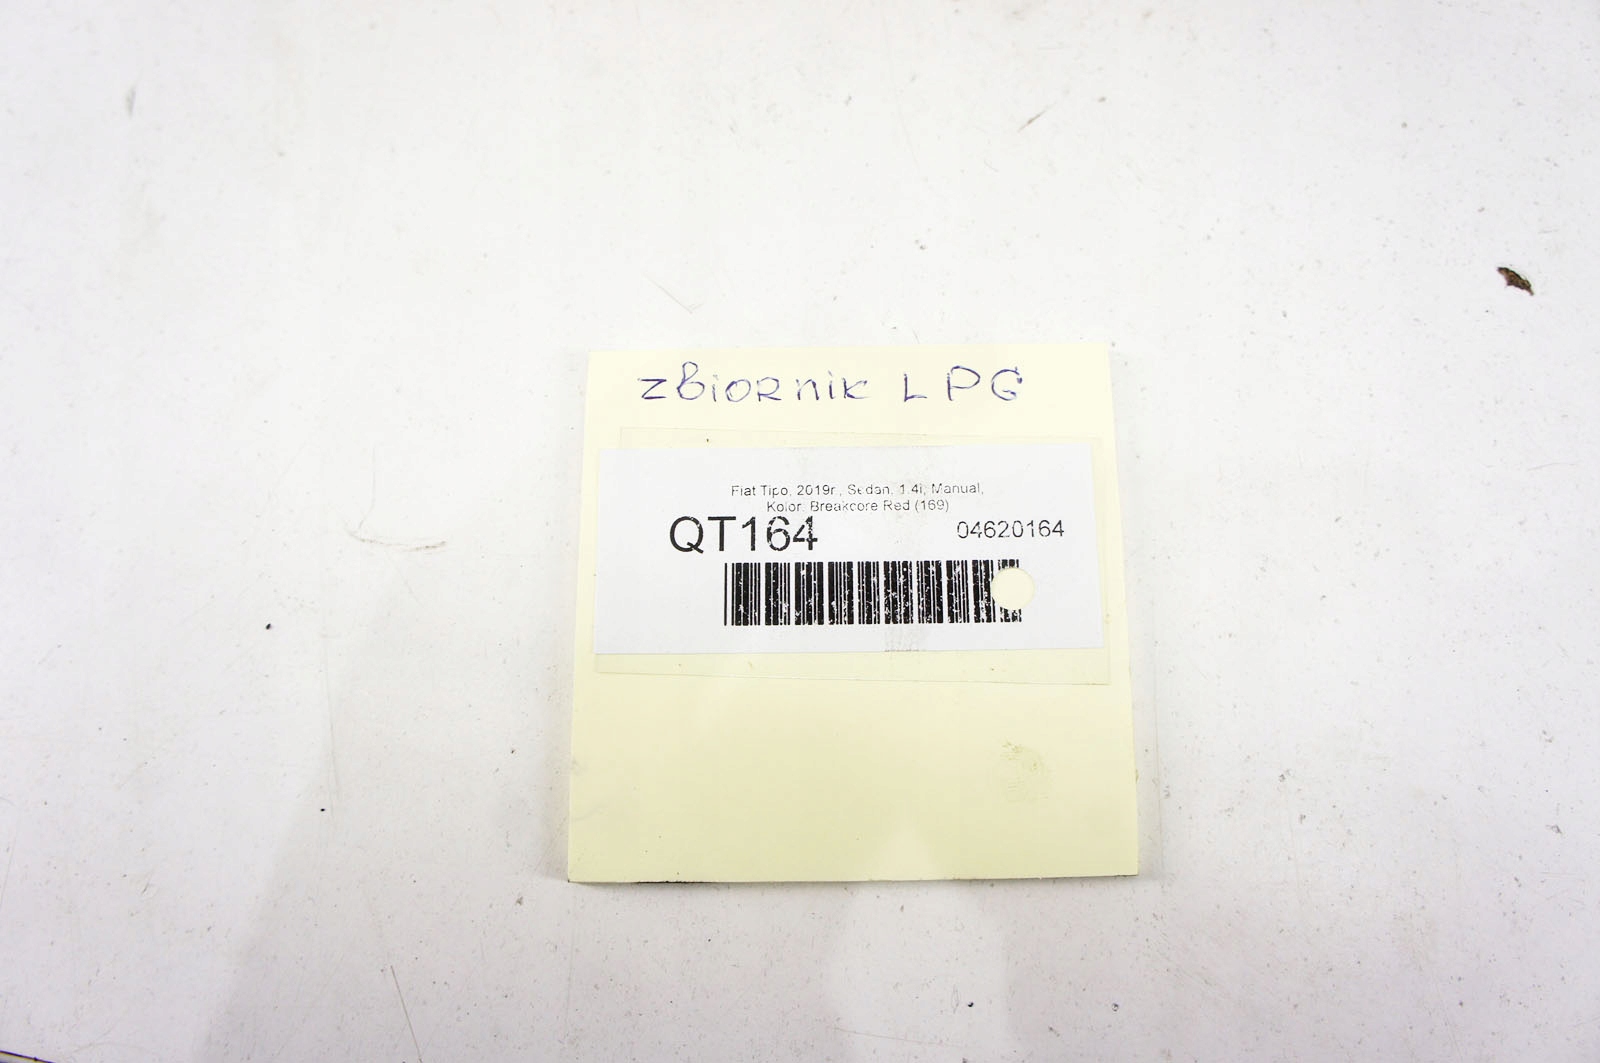 zbiornik LPG
Fiat Tipo, 2019r., Sedan, 1.4i, Manual,
Kolor: Breakcore Red (169)
QT164 04620164